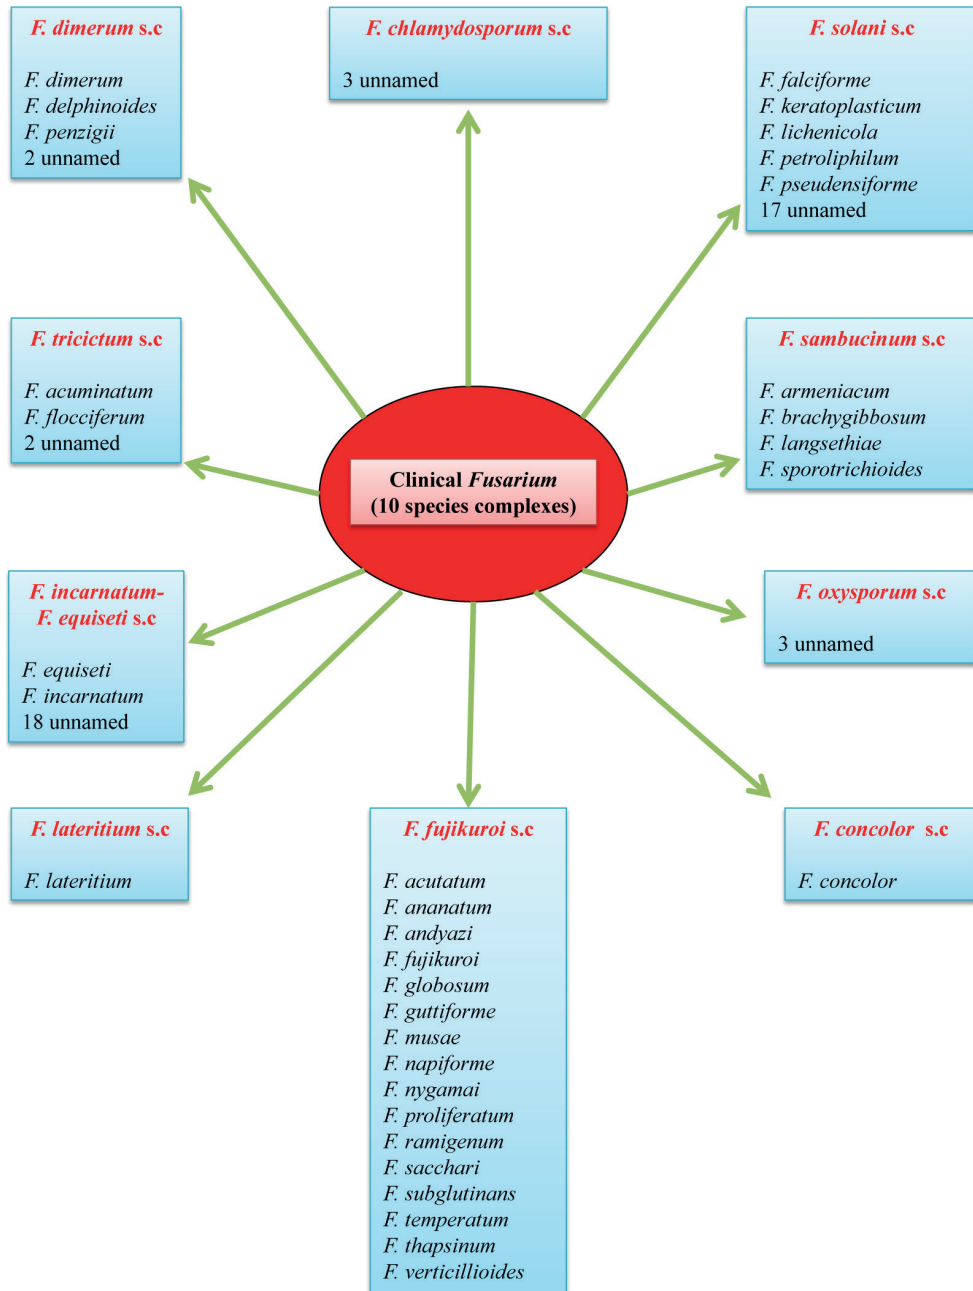 F. dimerum s.c
F. dimerum
F. delphinoides
F. penzigii
2 unnamed
F. chlamydosporum s.c
3 unnamed
F. solani s.c
F. falciforme
F. keratoplasticum
F. lichenicola
F. petroliphilum
F. pseudensiforme
17 unnamed
F. tricictum s.c
F. acuminatum
F. flocciferum
2 unnamed
F. sambucinum s.c
F. armeniacum
F. brachygibbosum
F. langsethiae
F. sporotrichioides
Clinical Fusarium
(10 species complexes)
F. incarnatum-
F. equiseti s.c
F. equiseti
F. incarnatum
18 unnamed
F. oxysporum s.c
3 unnamed
F. lateritium s.c
F. lateritium
F. fujikuroi s.c
F. acutatum
F. ananatum
F. andyazi
F. fujikuroi
F. globosum
F. guttiforme
F. musae
F. napiforme
F. nygamai
F. proliferatum
F. ramigenum
F. sacchari
F. subglutinans
F. temperatum
F. thapsinum
F. verticillioides
F. concolor s.c
F. concolor